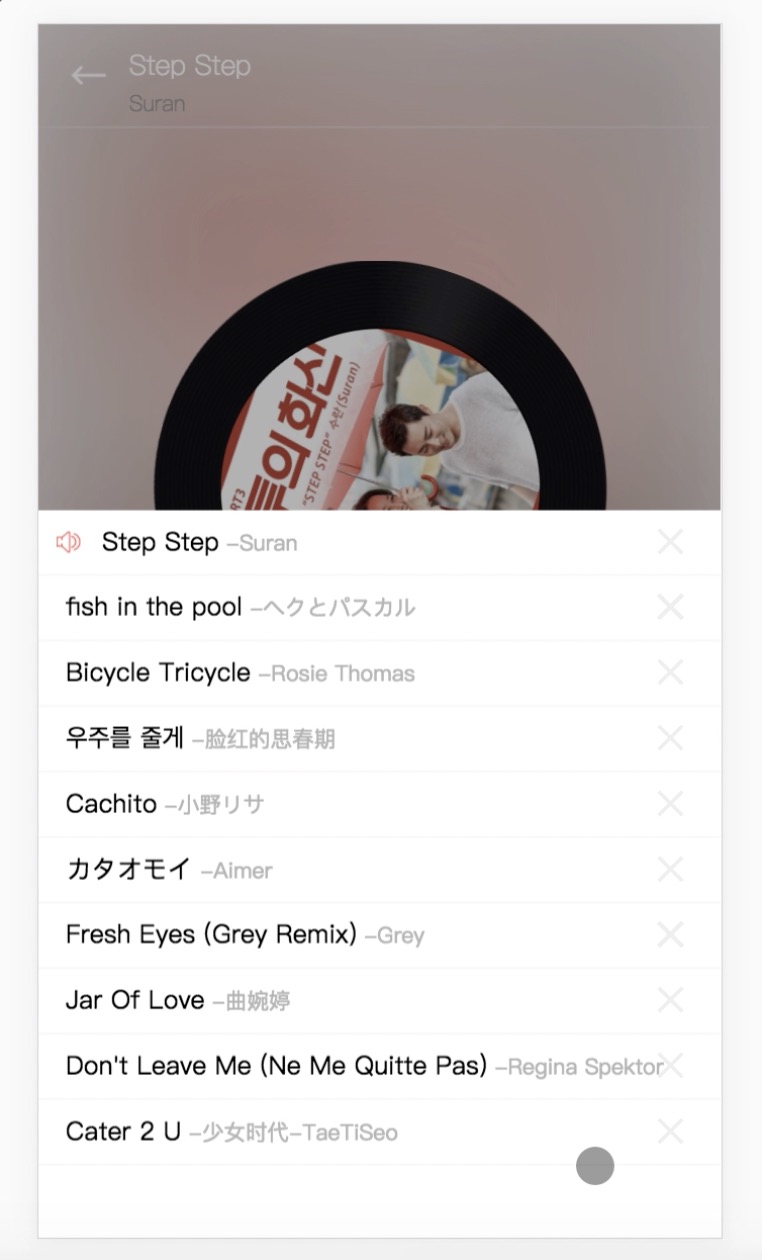 Step Step
Suran
의 화신
"STEP STEP" 수란 (Suran)
Step Step –Suran
fish in the pool –ヘクとパスカル
Bicycle Tricycle –Rosie Thomas
우주를 줄게 –脸红的思春期
Cachito –小野リサ
カタオモイ –Aimer
Fresh Eyes (Grey Remix) –Grey
Jar Of Love –曲婉婷
Don't Leave Me (Ne Me Quitte Pas) –Regina Spektor
Cater 2 U –少女时代–TaeTiSeo